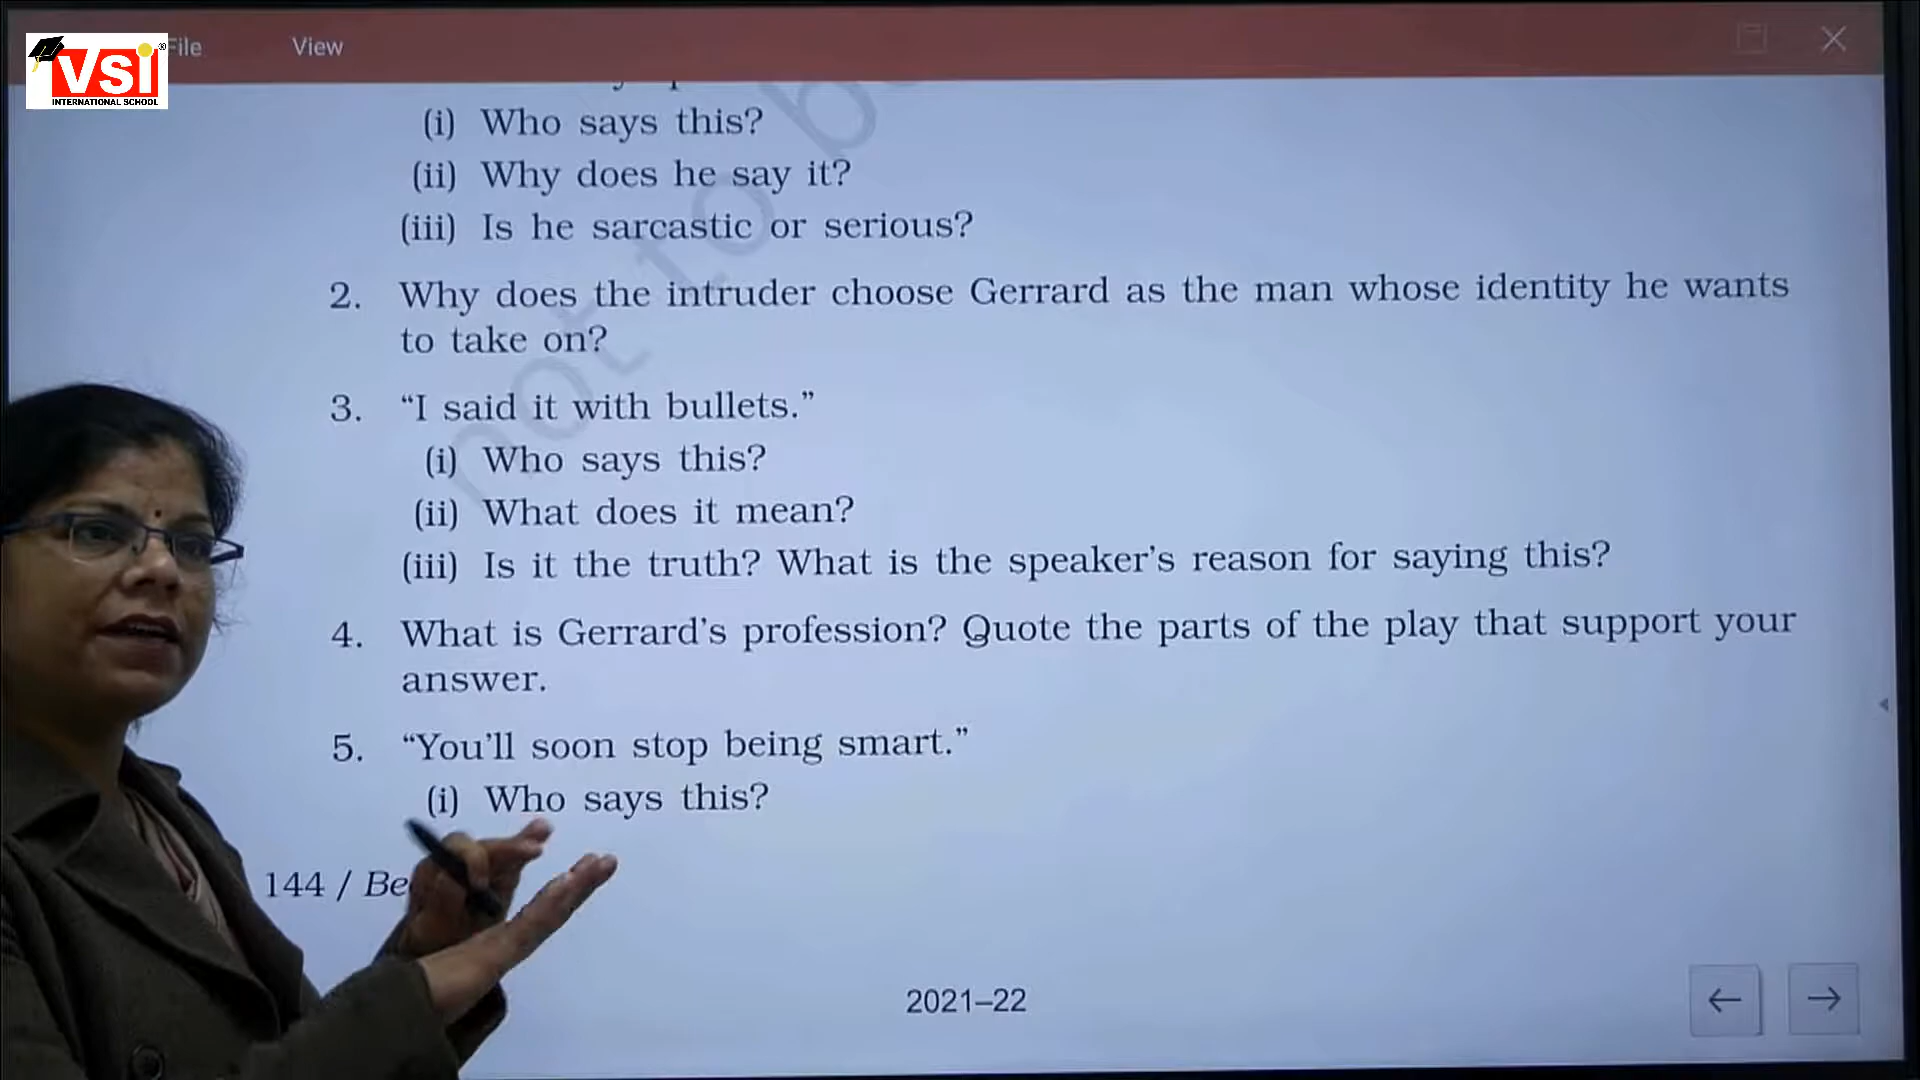 VSI
INTERNATIONAL SCHOOL
File
View
(i) Who says this?
(ii) Why does he say it?
(iii) Is he sarcastic or serious?
2. Why does the intruder choose Gerrard as the man whose identity he wants
to take on?
3. “I said it with bullets.”
(i) Who says this?
(ii) What does it mean?
(iii) Is it the truth? What is the speaker’s reason for saying this?
4. What is Gerrard’s profession? Quote the parts of the play that support your
answer.
5. “You’ll soon stop being smart.”
(i) Who says this?
144 /
2021–22
not to b